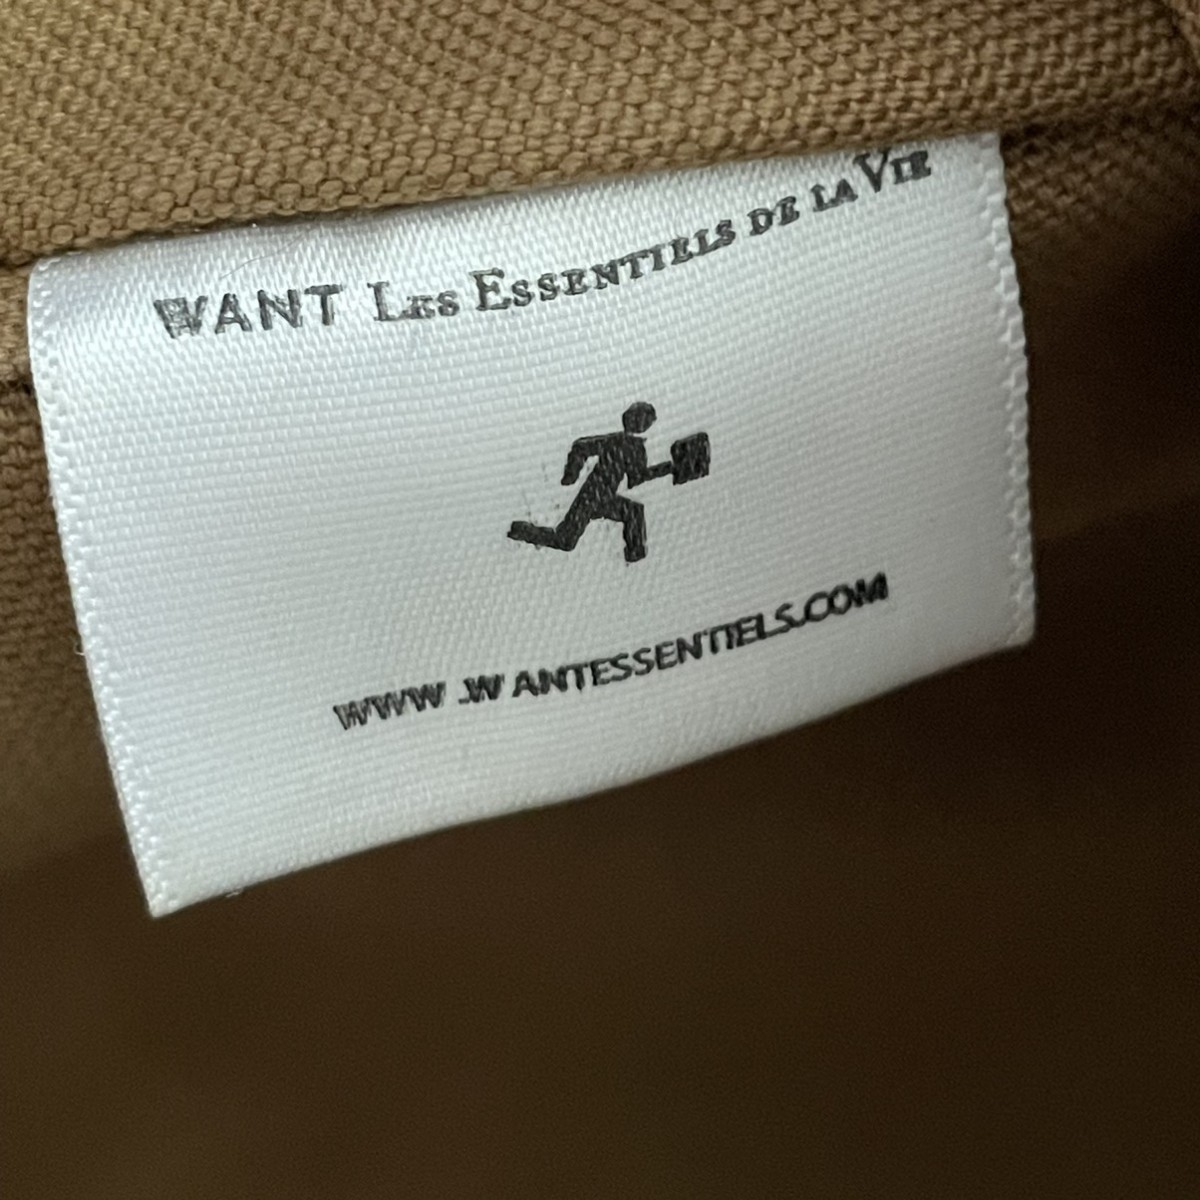 WANT LES ESSENTIELS DE LA VIE
WWW.WANTESSENTIELS.COM